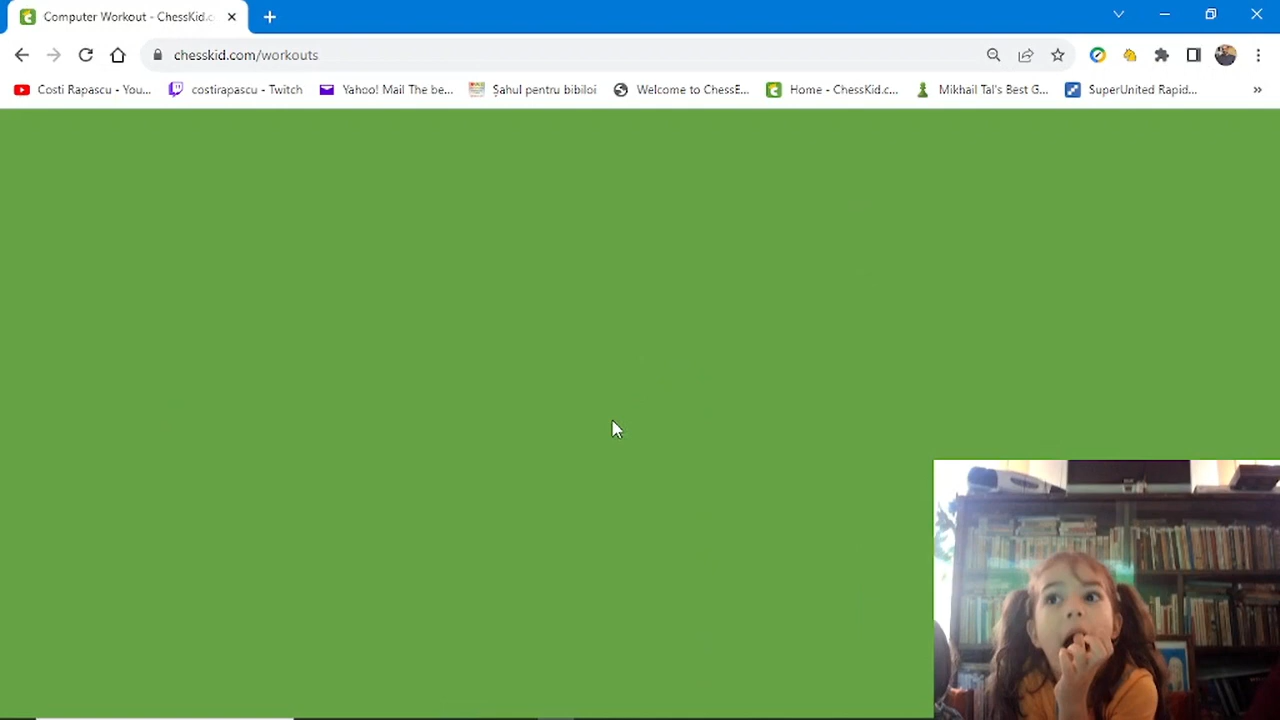 Computer Workout - ChessKid.c
chesskid.com/workouts
Costi Rapascu - You...
costirapascu - Twitch
Yahoo! Mail The be...
Șahul pentru bibiloi
Welcome to ChessE...
Home - ChessKid.c...
Mikhail Tal's Best G...
SuperUnited Rapid...